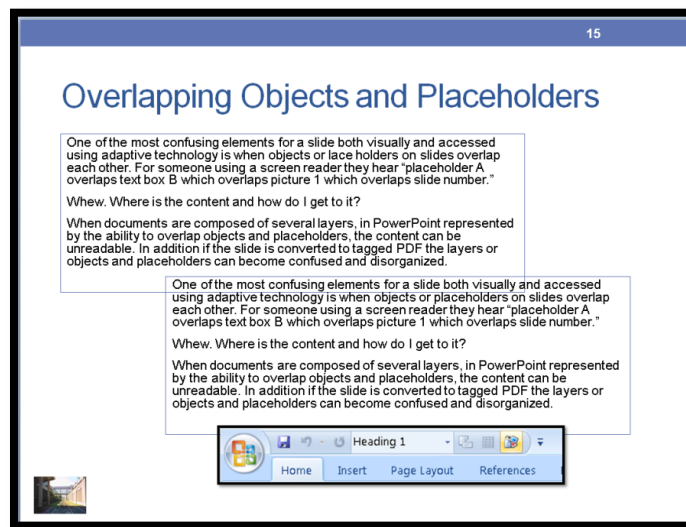 15
Overlapping Objects and Placeholders
One of the most confusing elements for a slide both visually and accessed
using adaptive technology is when objects or lace holders on slides overlap
each other. For someone using a screen reader they hear “placeholder A
overlaps text box B which overlaps picture 1 which overlaps slide number.”
Whew. Where is the content and how do I get to it?
When documents are composed of several layers, in PowerPoint represented
by the ability to overlap objects and placeholders, the content can be
unreadable. In addition if the slide is converted to tagged PDF the layers or
objects and placeholders can become confused and disorganized.
One of the most confusing elements for a slide both visually and accessed
using adaptive technology is when objects or placeholders on slides overlap
each other. For someone using a screen reader they hear “placeholder A
overlaps text box B which overlaps picture 1 which overlaps slide number.”
Whew. Where is the content and how do I get to it?
When documents are composed of several layers, in PowerPoint represented
by the ability to overlap objects and placeholders, the content can be
unreadable. In addition if the slide is converted to tagged PDF the layers or
objects and placeholders can become confused and disorganized.
Heading 1
Home Insert Page Layout References